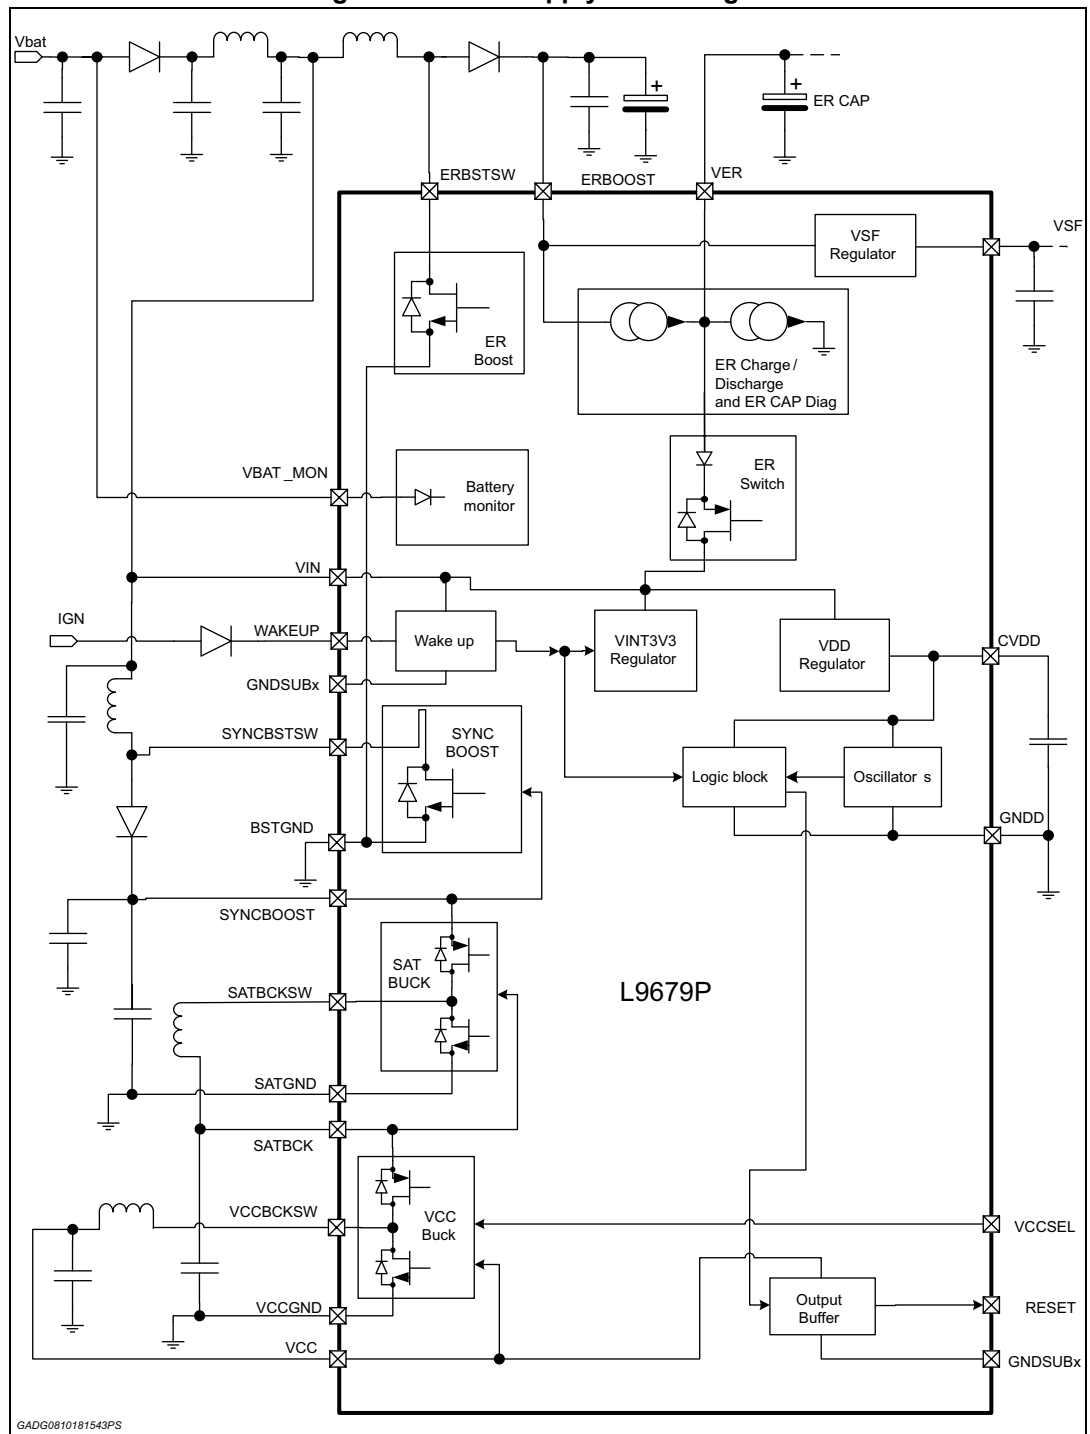 Vbat
+
+
ER CAP
ERBSTSW
ERBOOST
VER
VSF
VSF
Regulator
ER
Boost
ER Charge/
Discharge
and ER CAP Diag
VBAT_MON
Battery
monitor
ER
Switch
VIN
IGN
WAKEUP
Wake up
VINT3V3
Regulator
VDD
Regulator
CVDD
GNDSUBx
SYNCBSTSW
SYNC
BOOST
Logic block
Oscillator s
BSTGND
GNDD
SYNCBOOST
SAT
BUCK
SATBCKSW
L9679P
SATGND
SATBCK
VCCBCKSW
VCC
Buck
VCCSEL
VCCGND
Output
Buffer
RESET
VCC
GNDSUBx
GADG0810181543PS